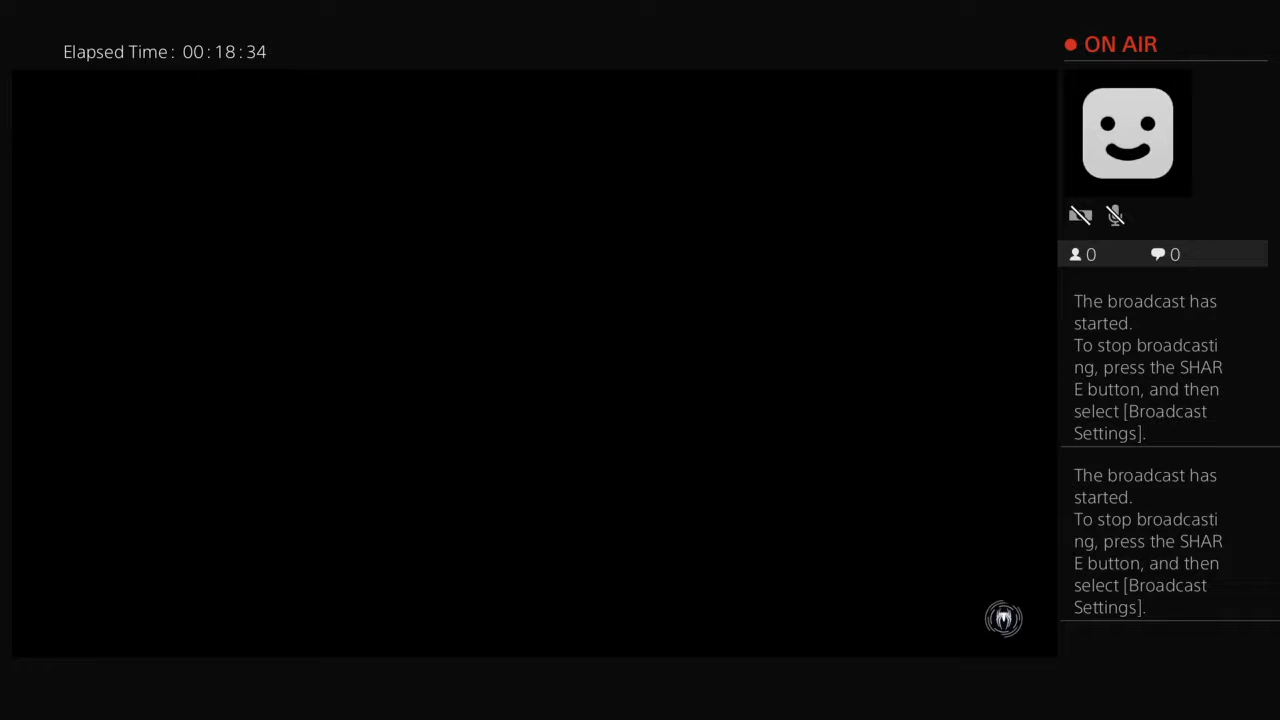 Elapsed Time: 00:18:34
ON AIR
0
0
The broadcast has
started.
To stop broadcasti
ng, press the SHAR
E button, and then
select [Broadcast
Settings].
The broadcast has
started.
To stop broadcasti
ng, press the SHAR
E button, and then
select [Broadcast
Settings].